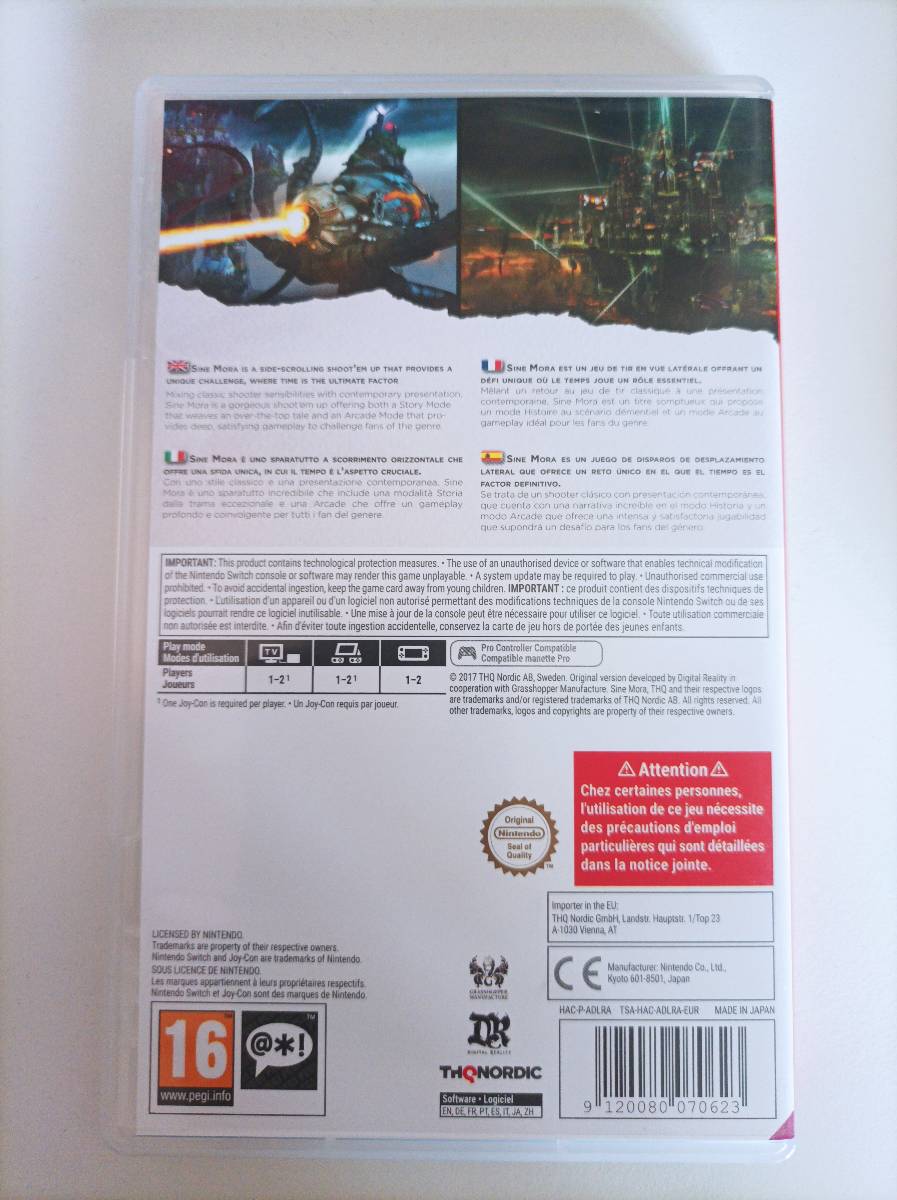 SINE MORA IS A SIDE-SCROLLING SHOOT'EM UP THAT PROVIDES A
UNIQUE CHALLENGE, WHERE TIME IS THE ULTIMATE FACTOR
Mixing classic shooter sensibilities with contemporary presentation,
Sine Mora is a gorgeous shoot'em up offering both a Story Mode
that weaves an over-the-top tale and an Arcade Mode that pro-
vides deep, satisfying gameplay to challenge fans of the genre.
SINE MORA EST UN JEU DE TIR EN VUE LATÉRALE OFFRANT UN
DÉFI UNIQUE OÙ LE TEMPS JOUE UN RÔLE ESSENTIEL.
Mêlant un retour au jeu de tir classique à une présentation
contemporaine, Sine Mora est un titre somptueux qui propose
un mode Histoire au scénario démentiel et un mode Arcade au
gameplay idéal pour les fans du genre.
SINE MORA È UNO SPARATUTTO A SCORRIMENTO ORIZZONTALE CHE
OFFRE UNA SFIDA UNICA, IN CUI IL TEMPO È L'ASPETTO CRUCIALE.
Con uno stile classico e una presentazione contemporanea, Sine
Mora è uno sparatutto incredibile che include una modalità Storia
dalla trama eccezionale e una Arcade che offre un gameplay
profondo e coinvolgente per tutti i fan del genere.
SINE MORA ES UN JUEGO DE DISPAROS DE DESPLAZAMIENTO
LATERAL QUE OFRECE UN RETO ÚNICO EN EL QUE EL TIEMPO ES EL
FACTOR DEFINITIVO.
Se trata de un shooter clásico con presentación contemporánea,
que cuenta con una narrativa increíble en el modo Historia y un
modo Arcade que ofrece una intensa y satisfactoria jugabilidad
que supondrá un desafío para los fans del género.
IMPORTANT: This product contains technological protection measures. • The use of an unauthorised device or software that enables technical modification
of the Nintendo Switch console or software may render this game unplayable. • A system update may be required to play. • Unauthorised commercial use
prohibited. • To avoid accidental ingestion, keep the game card away from young children. IMPORTANT : ce produit contient des dispositifs techniques de
protection. • L'utilisation d'un appareil ou d'un logiciel non autorisé permettant des modifications techniques de la console Nintendo Switch ou de ses
logiciels pourrait rendre ce logiciel inutilisable. • Une mise à jour de la console peut être nécessaire pour utiliser ce logiciel. • Toute utilisation commerciale
non autorisée est interdite. • Afin d'éviter toute ingestion accidentelle, conservez la carte de jeu hors de portée des jeunes enfants.
Play mode
Modes d'utilisation
TV
Players
Joueurs
1-2¹
1-2¹
1-2
¹ One Joy-Con is required per player. • Un Joy-Con requis par joueur.
Pro Controller Compatible
Compatible manette Pro
© 2017 THQ Nordic AB, Sweden. Original version developed by Digital Reality in
cooperation with Grasshopper Manufacture. Sine Mora, THQ and their respective logos
are trademarks and/or registered trademarks of THQ Nordic AB. All rights reserved. All
other trademarks, logos and copyrights are property of their respective owners.
⚠ Attention ⚠
Chez certaines personnes,
l'utilisation de ce jeu nécessite
des précautions d'emploi
particulières qui sont détaillées
dans la notice jointe.
Original
Nintendo
Seal of
Quality
TM
Importer in the EU:
THQ Nordic GmbH, Landstr. Hauptstr. 1/Top 23
A-1030 Vienna, AT
CE
Manufacturer: Nintendo Co., Ltd.,
Kyoto 601-8501, Japan
LICENSED BY NINTENDO.
Trademarks are property of their respective owners.
Nintendo Switch and Joy-Con are trademarks of Nintendo.
SOUS LICENCE DE NINTENDO.
Les marques appartiennent à leurs propriétaires respectifs.
Nintendo Switch et Joy-Con sont des marques de Nintendo.
HAC-P-ADLRA TSA-HAC-ADLRA-EUR MADE IN JAPAN
GRASSHOPPER
MANUFACTURE
DR
DIGITAL REALITY
THQNORDIC
Software • Logiciel
EN, DE, FR, PT, ES, IT, JA, ZH
16
TM
www.pegi.info
@*!
TM
9 120080 070623